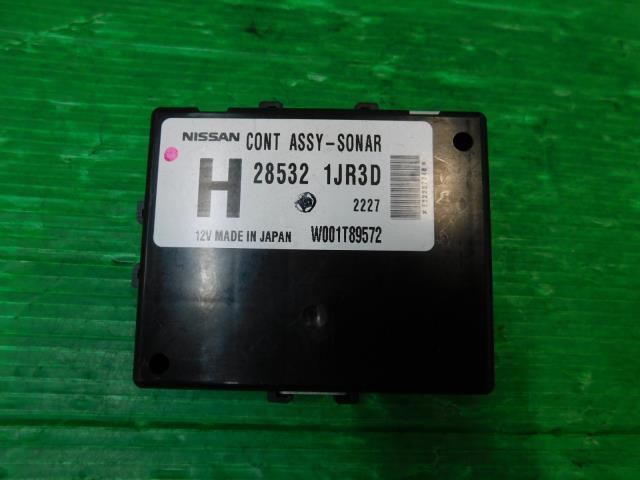 NISSAN CONT ASSY-SONAR
H 28532 1JR3D
2227
12V MADE IN JAPAN W001T89572